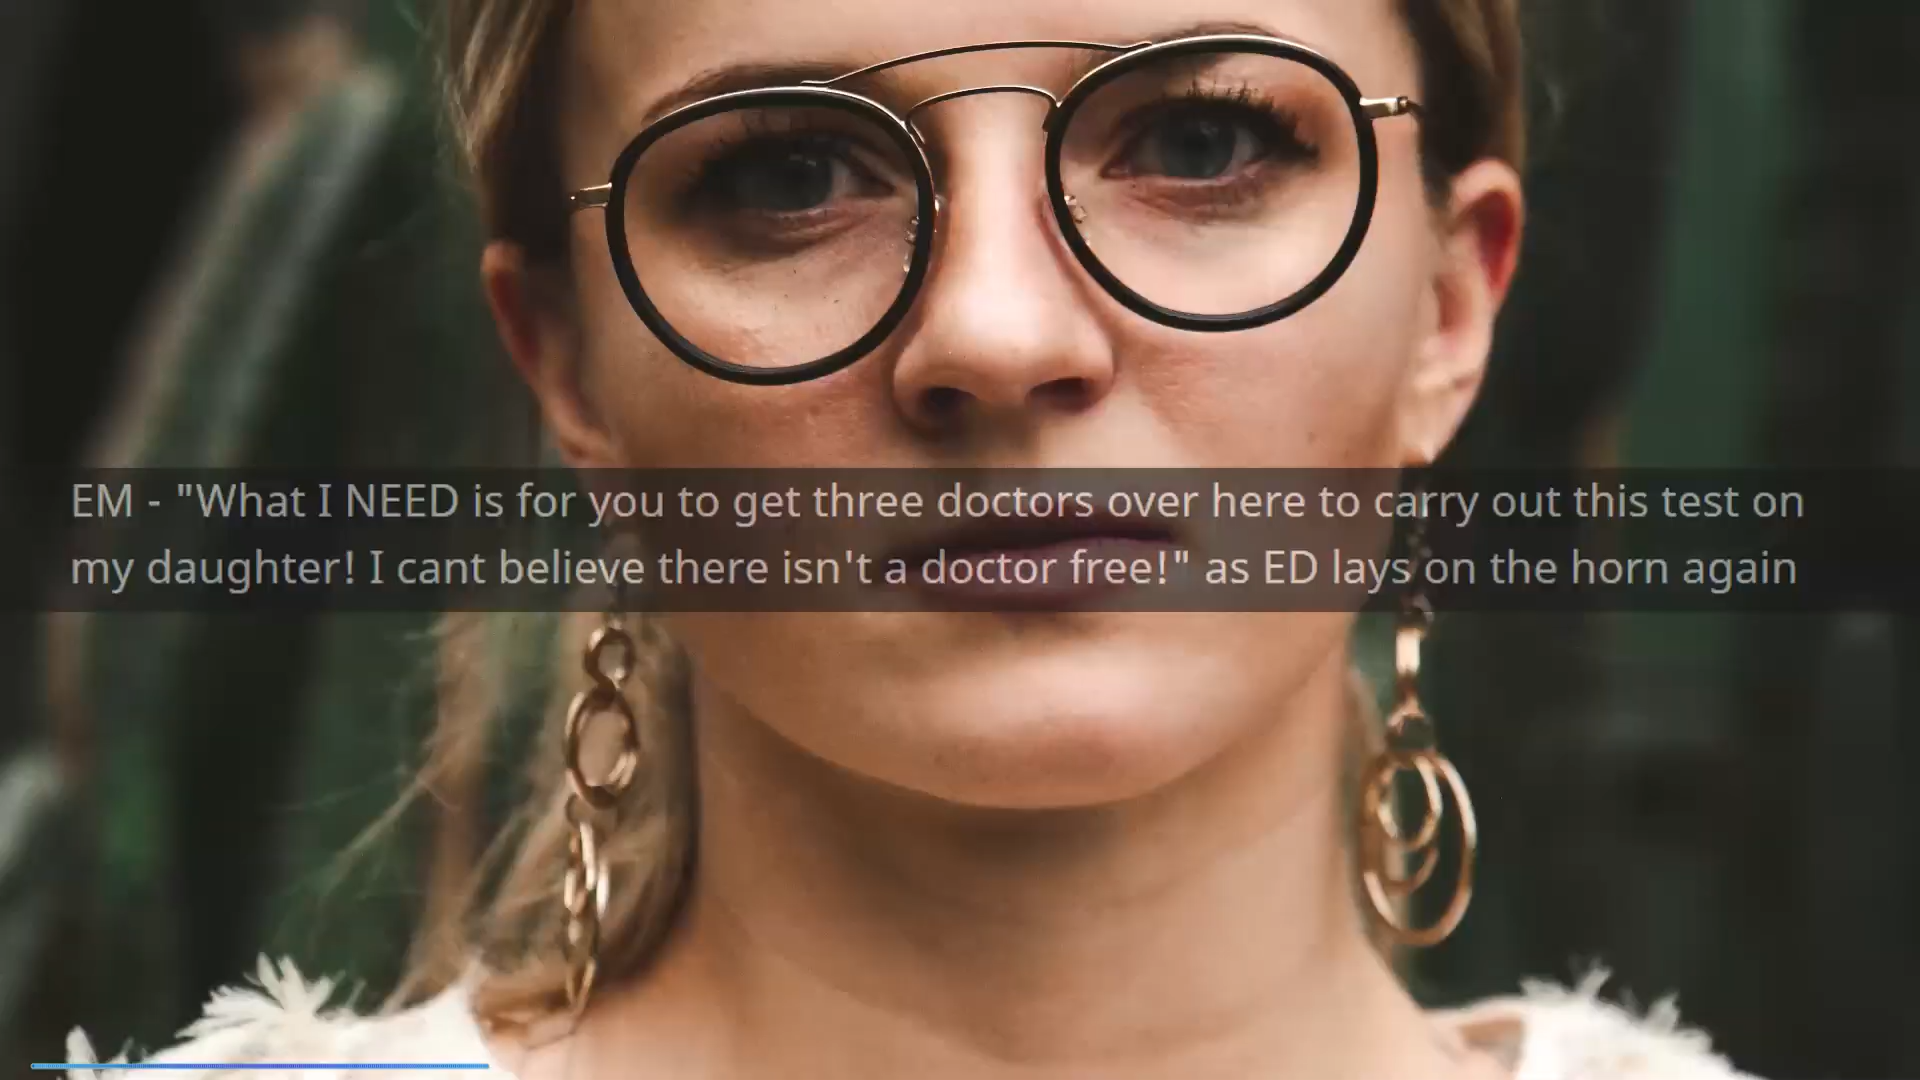 EM - "What I NEED is for you to get three doctors over here to carry out this test on
my daughter! I cant believe there isn't a doctor free!" as ED lays on the horn again